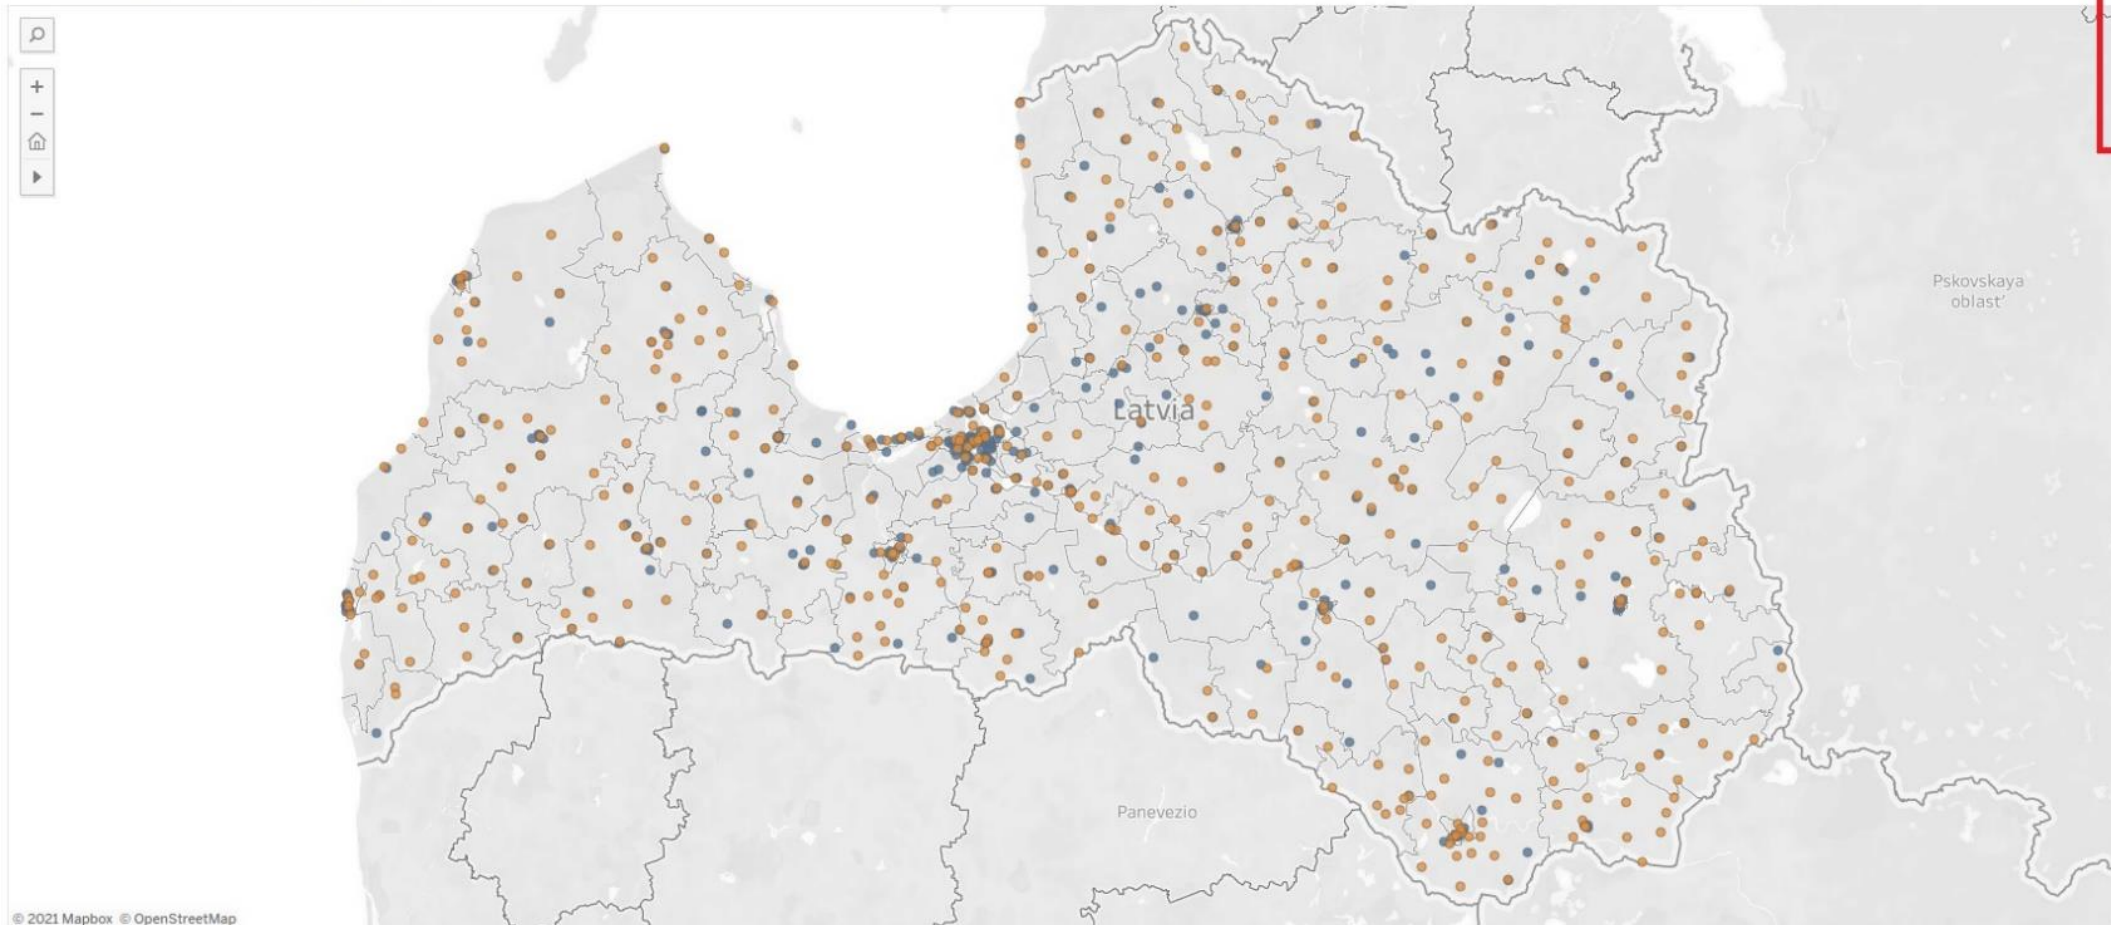 Pskovskaya
oblast'
Latvia
Panevezio
© 2021 Mapbox © OpenStreetMap